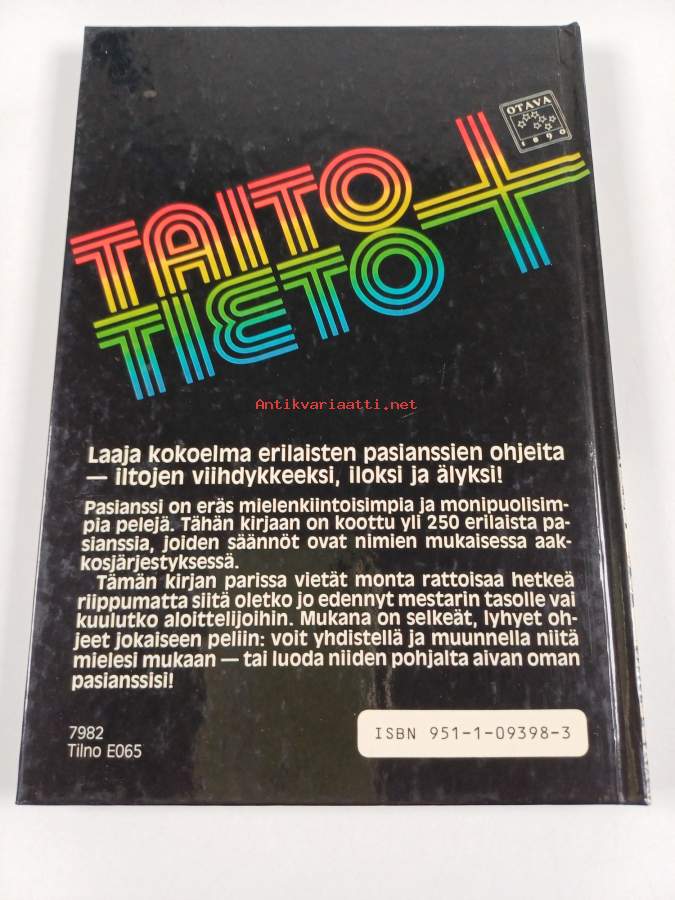 OTAVA
1890
TAITO +
TIETO
Antikvariaatti.net
Laaja kokoelma erilaisten pasianssien ohjeita
— iltojen viihdykkeeksi, iloksi ja älyksi!
Pasianssi on eräs mielenkiintoisimpia ja monipuolisim-
pia pelejä. Tähän kirjaan on koottu yli 250 erilaista pa-
sianssia, joiden säännöt ovat nimien mukaisessa aak-
kosjärjestyksessä.
Tämän kirjan parissa vietät monta rattoisaa hetkeä
riippumatta siitä oletko jo edennyt mestarin tasolle vai
kuulutko aloittelijoihin. Mukana on selkeät, lyhyet oh-
jeet jokaiseen peliin: voit yhdistellä ja muunnella niitä
mielesi mukaan — tai luoda niiden pohjalta aivan oman
pasianssisi!
7982
Tilno E065
ISBN 951-1-09398-3